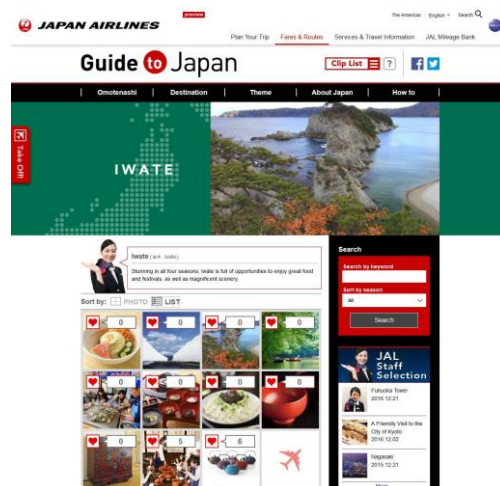 preview
JAPAN AIRLINES
The Americas English Search
Plan Your Trip Fares & Routes Services & Travel Information JAL Mileage Bank
Guide to Japan
Clip List ?
Omotenashi Destination Theme About Japan How to
Take Off!
IWATE
Iwate
Stunning in all four seasons, Iwate is full of opportunities to enjoy great food
and festivals, as well as magnificent scenery.
Sort by: PHOTO LIST
0 0 0 0
0 0 0 0
0 5 6
Search
Search by keyword
Sort by season
All
Search
JAL
Staff
Selection
Fukuoka Tower
2016.12.21
A Friendly Visit to the
City of Kyoto
2016.12.02
Nagasaki
2015.12.21